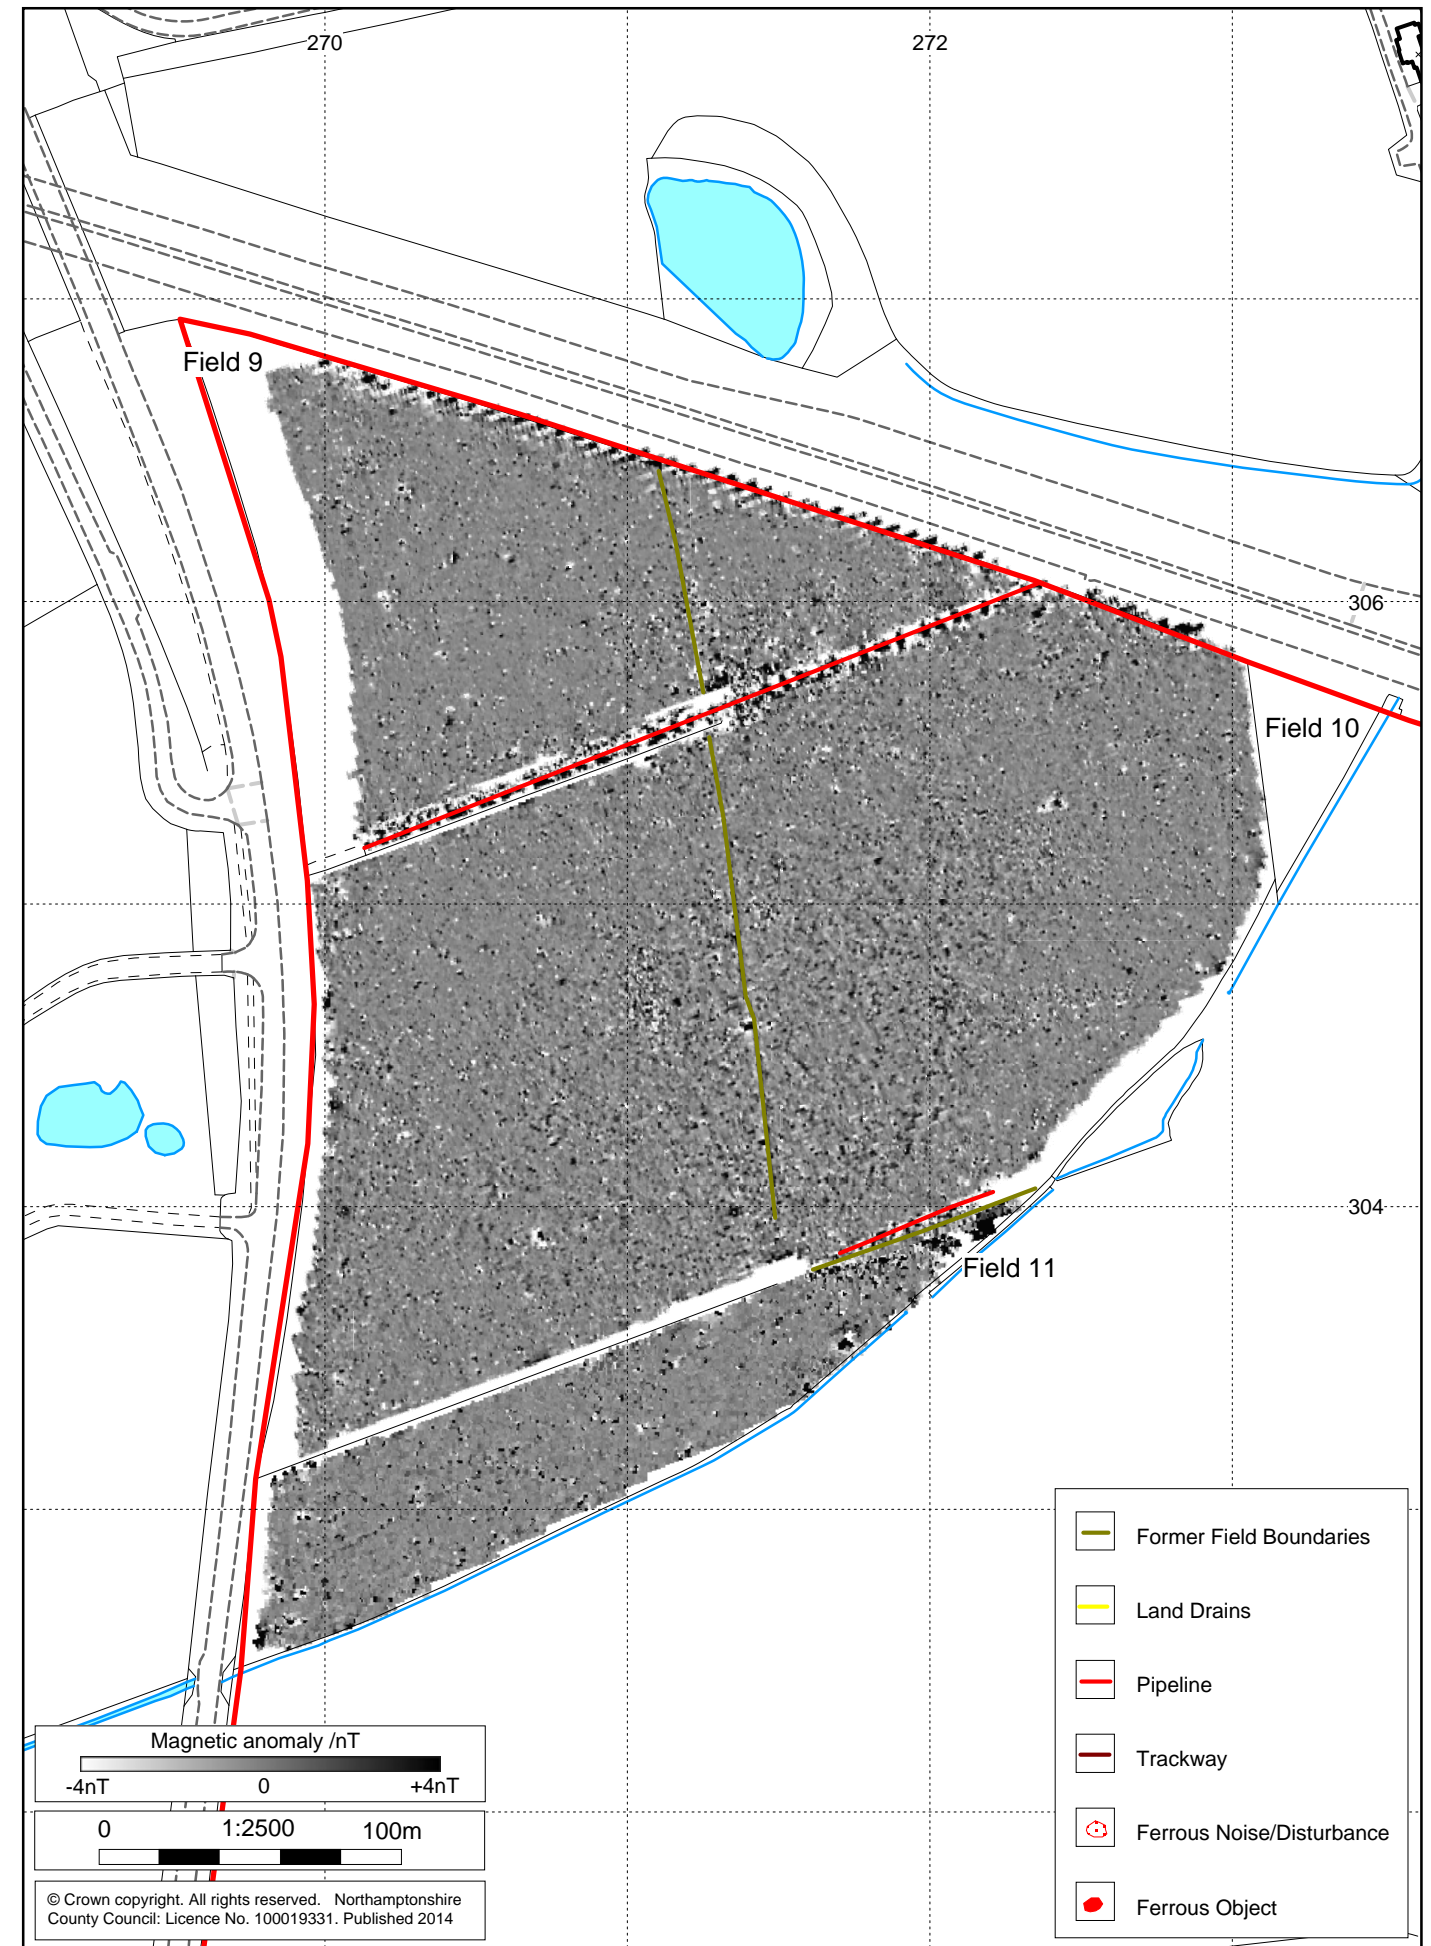 270
272
Field 9
306
Field 10
304
Field 11
Former Field Boundaries
Land Drains
Pipeline
Trackway
Ferrous Noise/Disturbance
Ferrous Object
Magnetic anomaly /nT
-4nT 0 +4nT
0 1:2500 100m
© Crown copyright. All rights reserved. Northamptonshire
County Council: Licence No. 100019331. Published 2014